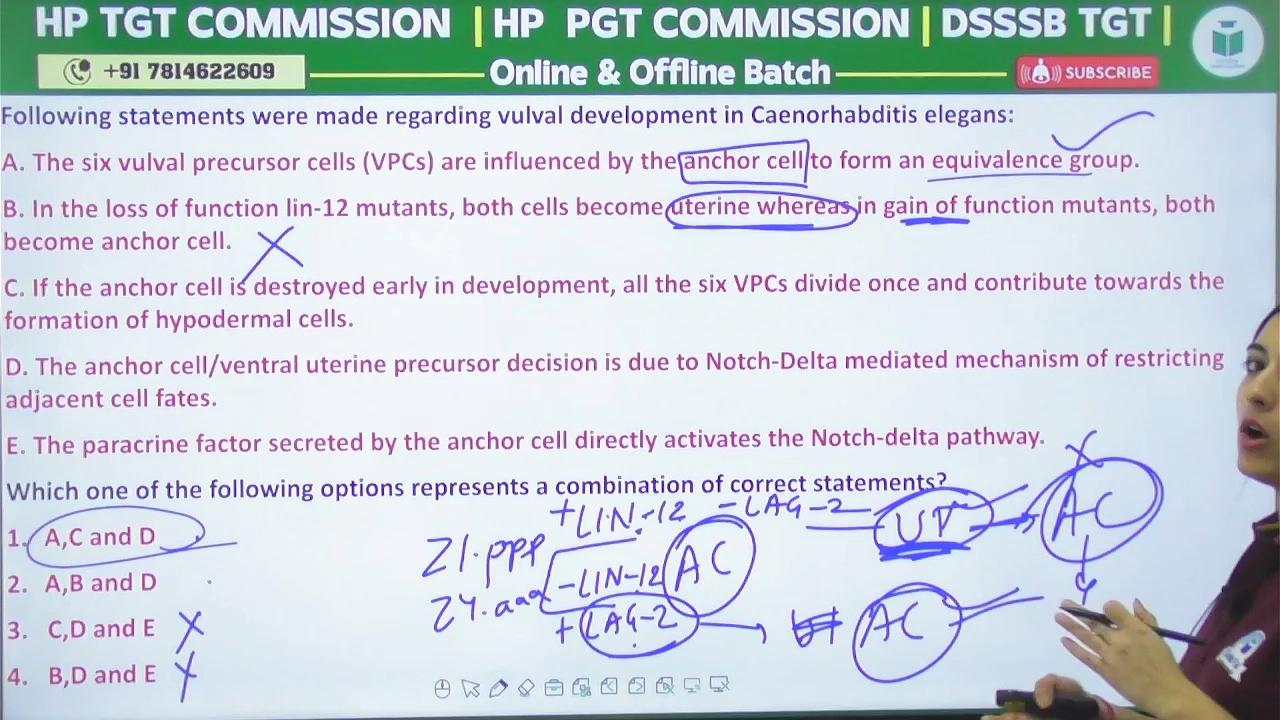 HP TGT COMMISSION | HP PGT COMMISSION | DSSSB TGT |
+91 7814622609
Online & Offline Batch
SUBSCRIBE
Following statements were made regarding vulval development in Caenorhabditis elegans:
A. The six vulval precursor cells (VPCs) are influenced by the anchor cell to form an equivalence group.
B. In the loss of function lin-12 mutants, both cells become uterine whereas in gain of function mutants, both
become anchor cell.
C. If the anchor cell is destroyed early in development, all the six VPCs divide once and contribute towards the
formation of hypodermal cells.
D. The anchor cell/ventral uterine precursor decision is due to Notch-Delta mediated mechanism of restricting
adjacent cell fates.
E. The paracrine factor secreted by the anchor cell directly activates the Notch-delta pathway.
Which one of the following options represents a combination of correct statements?
1. A,C and D
2. A,B and D
3. C,D and E
4. B,D and E
+LIN-12 -LAG-2
Z1.ppp
Z4.aaa
-LIN-12
+LAG-2
AC
AC
AC